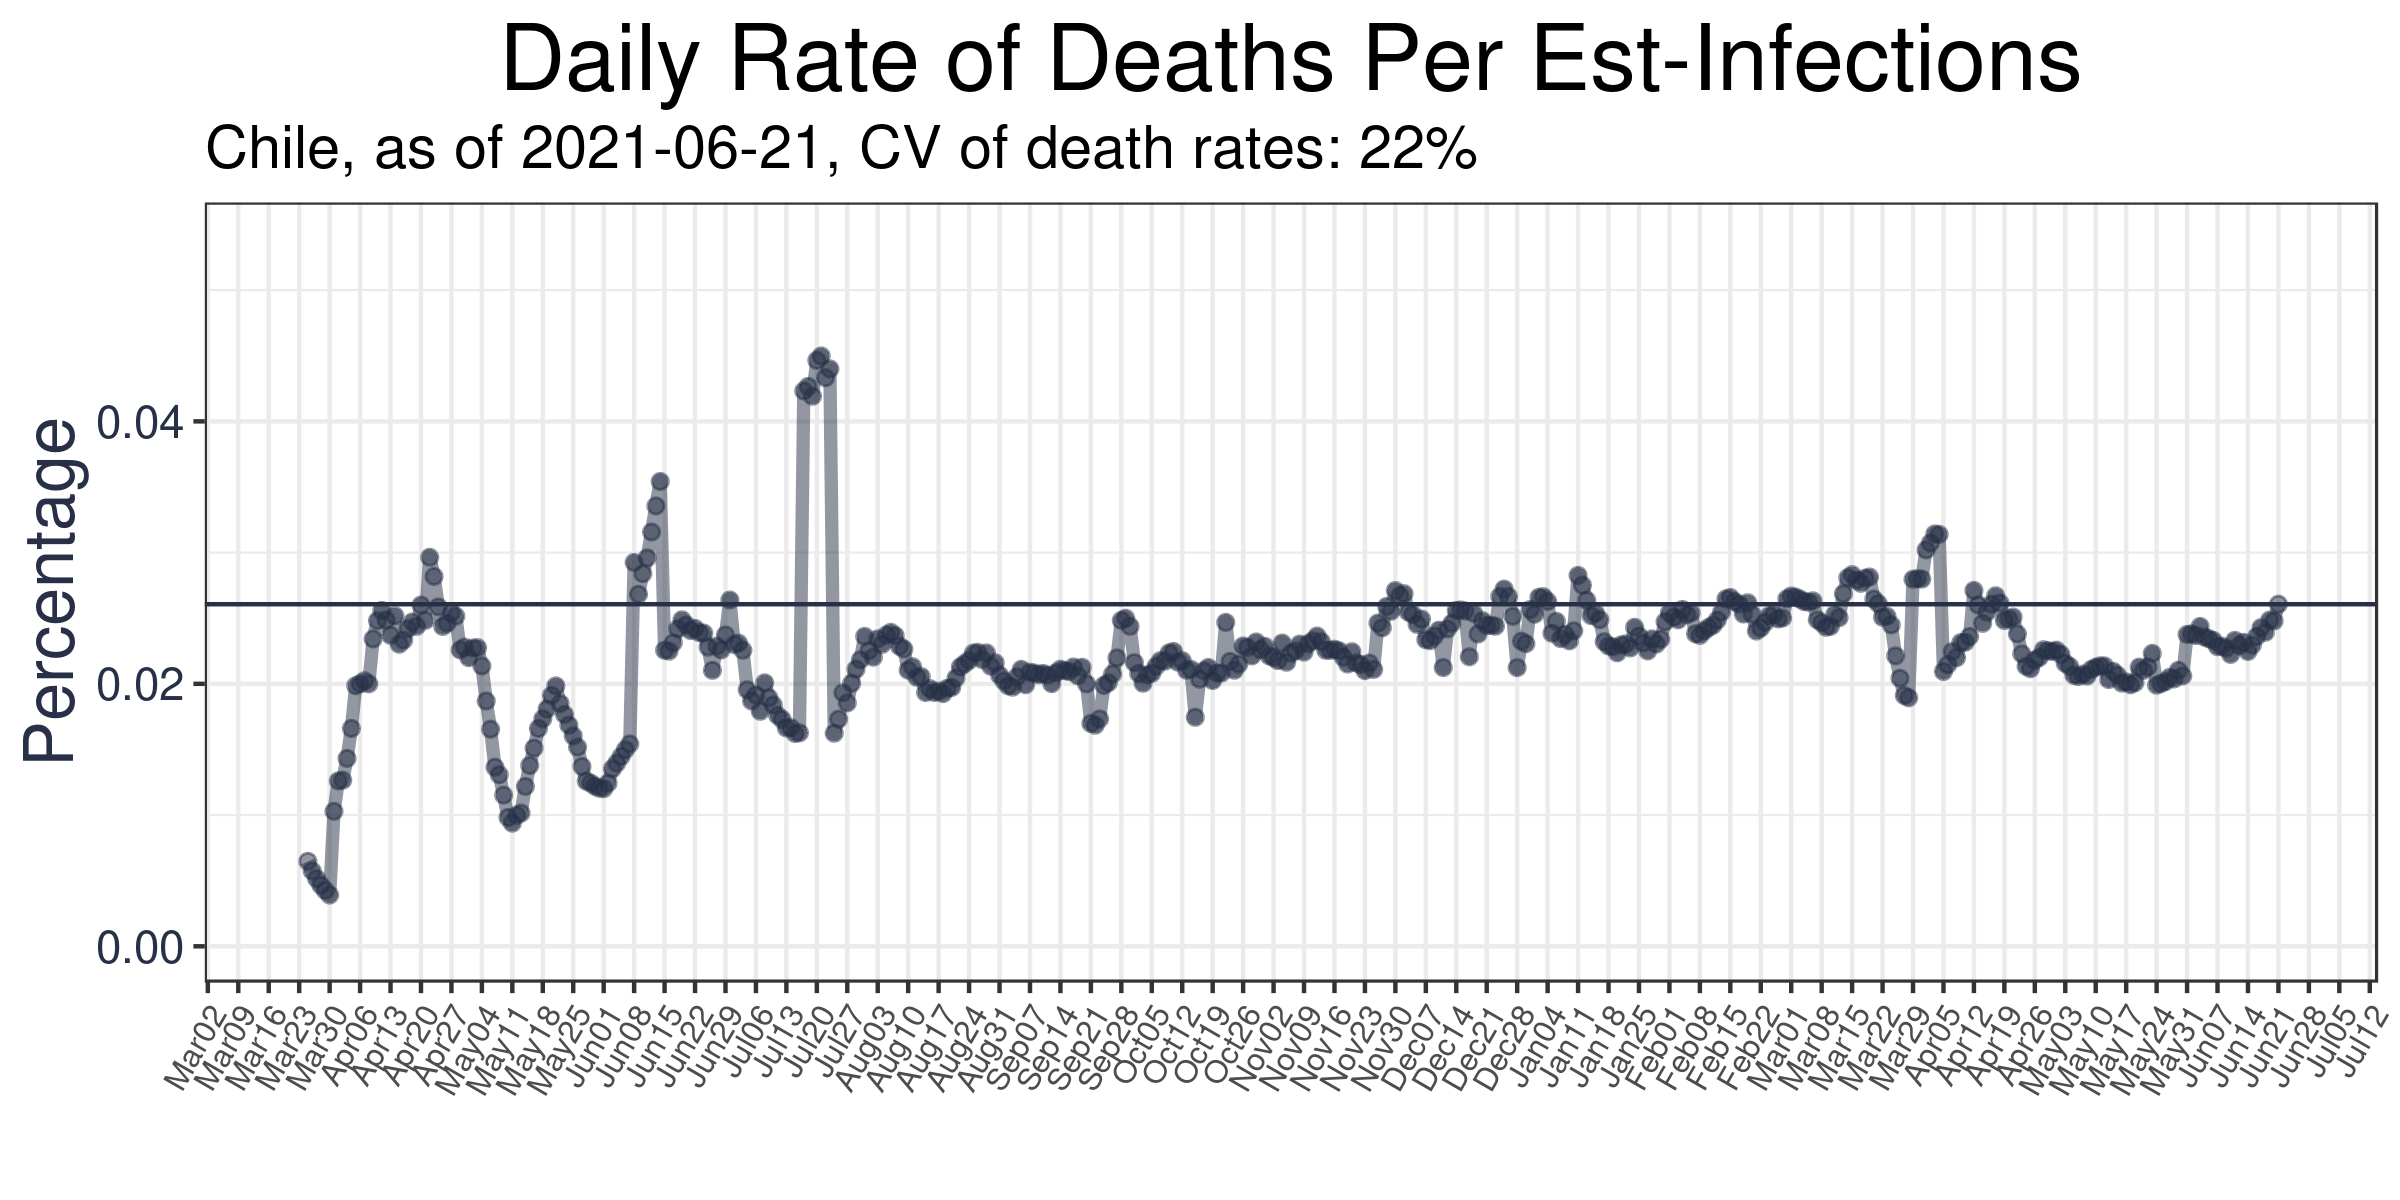 Daily Rate of Deaths Per Est-Infections
Chile, as of 2021-06-21, CV of death rates: 22%
Percentage
0.04
0.02
0.00
Mar02 Mar09 Mar16 Mar23 Mar30 Apr06 Apr13 Apr20 Apr27 May04 May11 May18 May25 Jun01 Jun08 Jun15 Jun22 Jun29 Jul06 Jul13 Jul20 Jul27 Aug03 Aug10 Aug17 Aug24 Aug31 Sep07 Sep14 Sep21 Sep28 Oct05 Oct12 Oct19 Oct26 Nov02 Nov09 Nov16 Nov23 Nov30 Dec07 Dec14 Dec21 Dec28 Jan04 Jan11 Jan18 Jan25 Feb01 Feb08 Feb15 Feb22 Mar01 Mar08 Mar15 Mar22 Mar29 Apr05 Apr12 Apr19 Apr26 May03 May10 May17 May24 May31 Jun07 Jun14 Jun21 Jun28 Jul05 Jul12